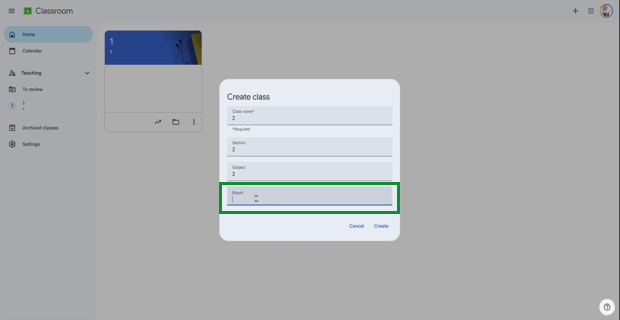 Classroom
Home
Calendar
Teaching
To review
1
1
1
Archived classes
Settings
1
1
Create class
Class name*
2
*Required
Section
2
Subject
2
Room
Cancel
Create